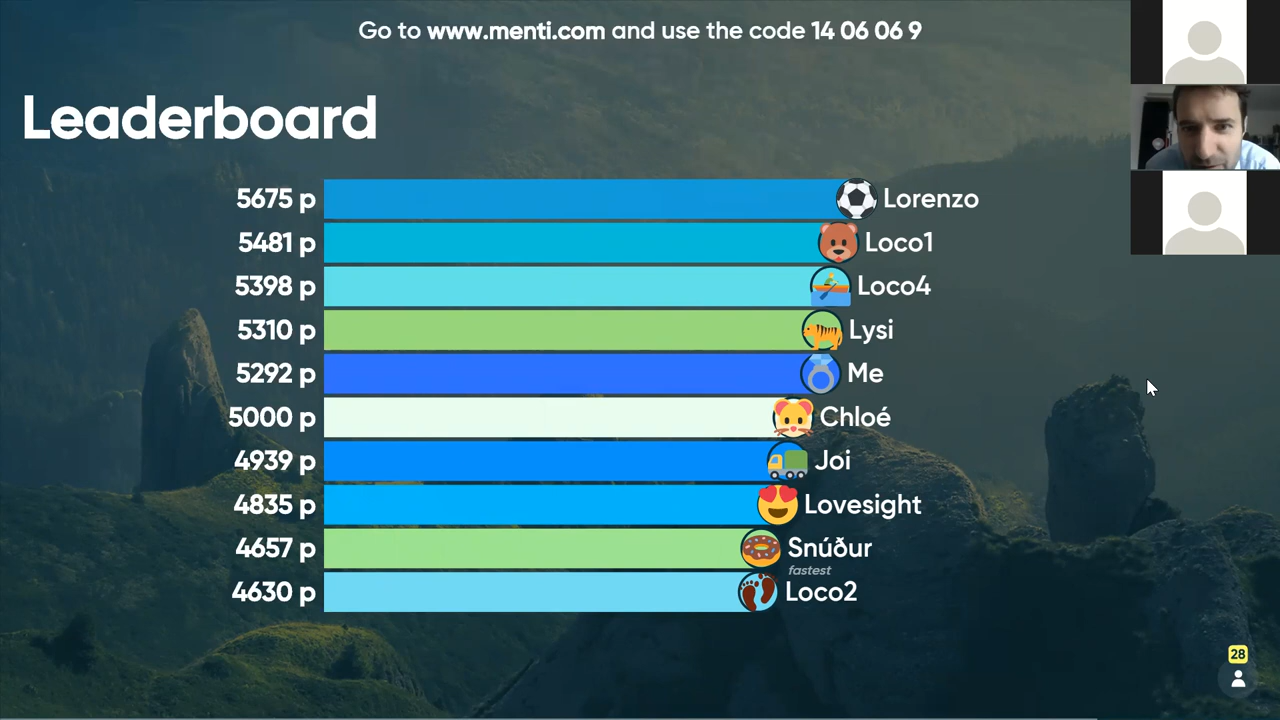 Go to www.menti.com and use the code 14 06 06 9
Leaderboard
5675 p Lorenzo
5481 p Loco1
5398 p Loco4
5310 p Lysi
5292 p Me
5000 p Chloé
4939 p Joi
4835 p Lovesight
4657 p Snúður
fastest
4630 p Loco2
28